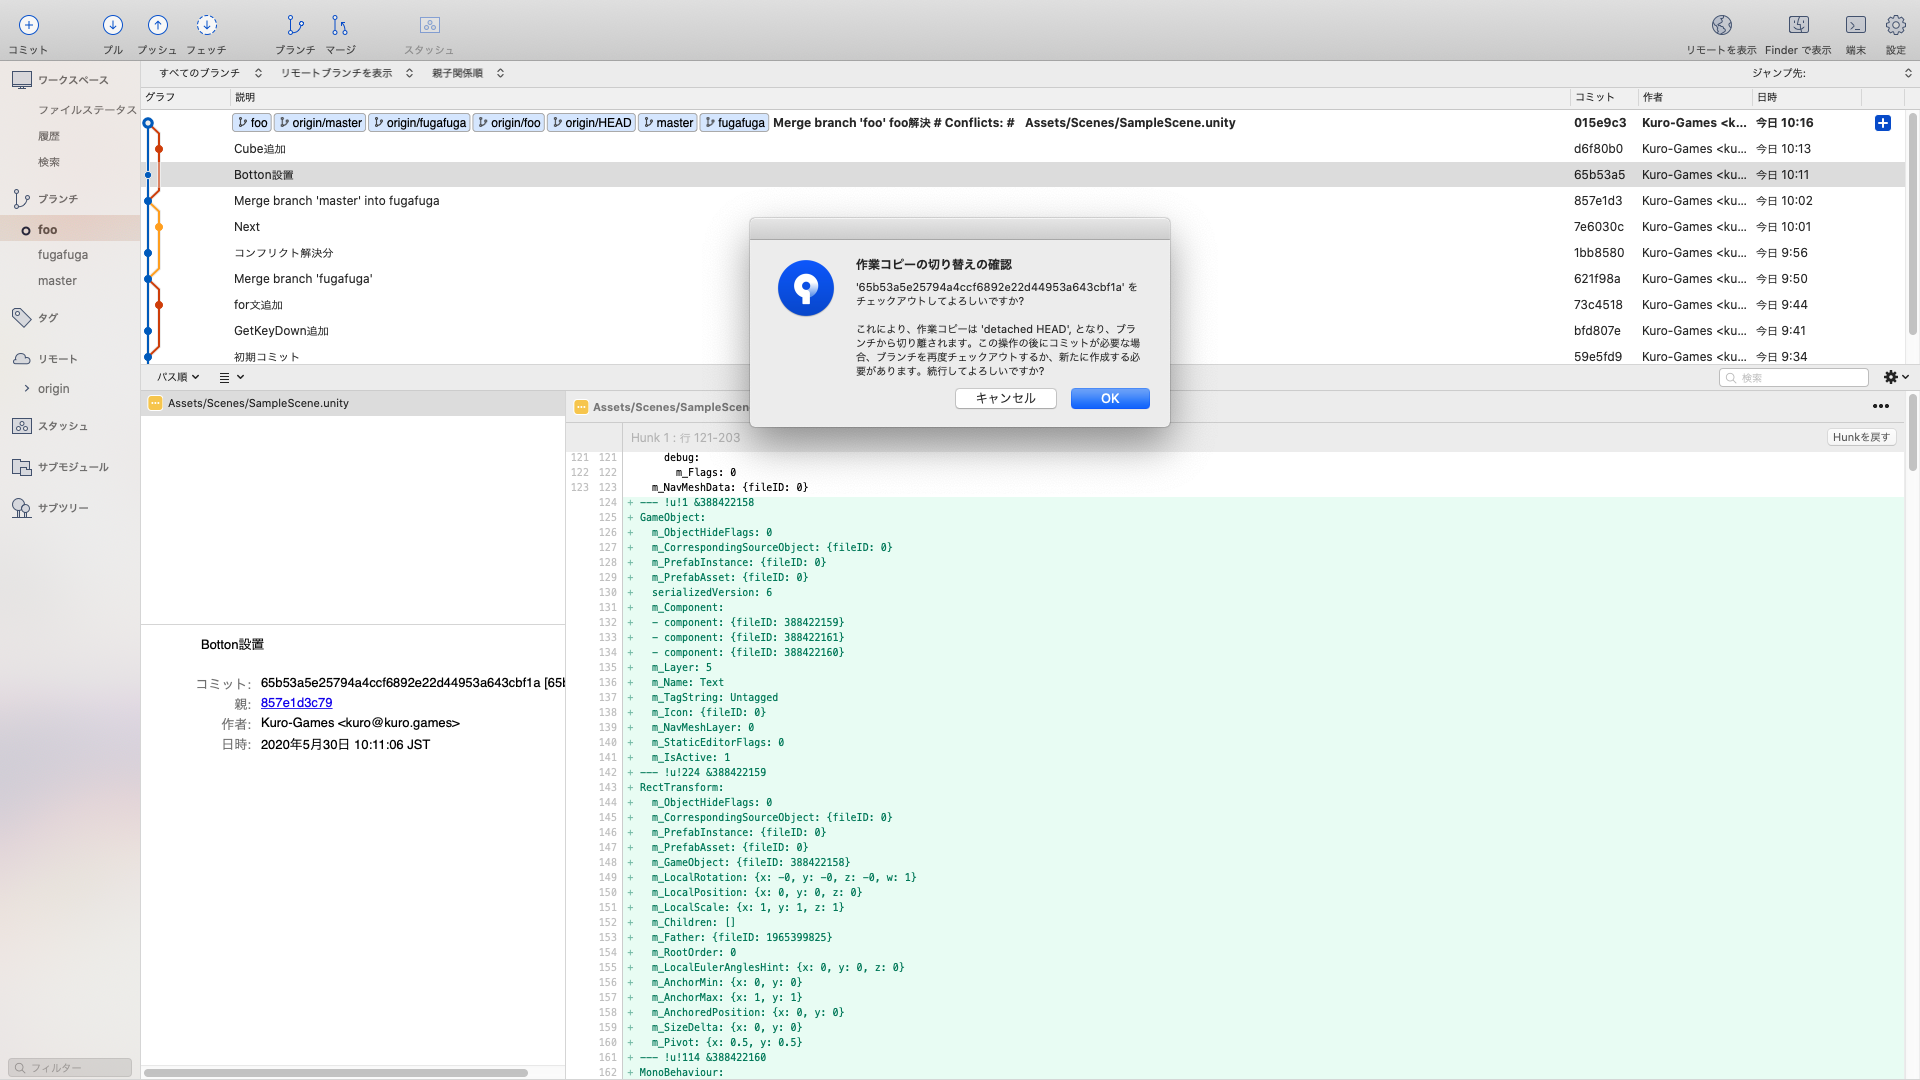 コミット プル プッシュ フェッチ ブランチ マージ スタッシュ リモートを表示 Finder で表示 端末 設定
ワークスペース
ファイルステータス
履歴
検索
ブランチ
foo
fugafuga
master
タグ
リモート
origin
スタッシュ
サブモジュール
サブツリー
フィルター
すべてのブランチ リモートブランチを表示 親子関係順 ジャンプ先:
グラフ 説明 コミット 作者 日時
foo origin/master origin/fugafuga origin/foo origin/HEAD master fugafuga Merge branch 'foo' foo解決 # Conflicts: # Assets/Scenes/SampleScene.unity 015e9c3 Kuro-Games <k... 今日 10:16
Cube追加 d6f80b0 Kuro-Games <ku... 今日 10:13
Botton設置 65b53a5 Kuro-Games <ku... 今日 10:11
Merge branch 'master' into fugafuga 857e1d3 Kuro-Games <ku... 今日 10:02
Next 7e6030c Kuro-Games <ku... 今日 10:01
コンフリクト解決分 1bb8580 Kuro-Games <ku... 今日 9:56
Merge branch 'fugafuga' 621f98a Kuro-Games <ku... 今日 9:50
for文追加 73c4518 Kuro-Games <ku... 今日 9:44
GetKeyDown追加 bfd807e Kuro-Games <ku... 今日 9:41
初期コミット 59e5fd9 Kuro-Games <ku... 今日 9:34
作業コピーの切り替えの確認
'65b53a5e25794a4ccf6892e22d44953a643cbf1a' を
チェックアウトしてよろしいですか?
これにより、作業コピーは 'detached HEAD', となり、ブラ
ンチから切り離されます。この操作の後にコミットが必要な場
合、ブランチを再度チェックアウトするか、新たに作成する必
要があります。続行してよろしいですか?
キャンセル OK
パス順 検索
Assets/Scenes/SampleScene.unity
Botton設置
コミット: 65b53a5e25794a4ccf6892e22d44953a643cbf1a [65b
親: 857e1d3c79
作者: Kuro-Games <kuro@kuro.games>
日時: 2020年5月30日 10:11:06 JST
Assets/Scenes/SampleScen
Hunk 1 : 行 121-203 Hunkを戻す
121 121 debug:
122 122 m_Flags: 0
123 123 m_NavMeshData: {fileID: 0}
124 + --- !u!1 &388422158
125 + GameObject:
126 + m_ObjectHideFlags: 0
127 + m_CorrespondingSourceObject: {fileID: 0}
128 + m_PrefabInstance: {fileID: 0}
129 + m_PrefabAsset: {fileID: 0}
130 + serializedVersion: 6
131 + m_Component:
132 + - component: {fileID: 388422159}
133 + - component: {fileID: 388422161}
134 + - component: {fileID: 388422160}
135 + m_Layer: 5
136 + m_Name: Text
137 + m_TagString: Untagged
138 + m_Icon: {fileID: 0}
139 + m_NavMeshLayer: 0
140 + m_StaticEditorFlags: 0
141 + m_IsActive: 1
142 + --- !u!224 &388422159
143 + RectTransform:
144 + m_ObjectHideFlags: 0
145 + m_CorrespondingSourceObject: {fileID: 0}
146 + m_PrefabInstance: {fileID: 0}
147 + m_PrefabAsset: {fileID: 0}
148 + m_GameObject: {fileID: 388422158}
149 + m_LocalRotation: {x: -0, y: -0, z: -0, w: 1}
150 + m_LocalPosition: {x: 0, y: 0, z: 0}
151 + m_LocalScale: {x: 1, y: 1, z: 1}
152 + m_Children: []
153 + m_Father: {fileID: 1965399825}
154 + m_RootOrder: 0
155 + m_LocalEulerAnglesHint: {x: 0, y: 0, z: 0}
156 + m_AnchorMin: {x: 0, y: 0}
157 + m_AnchorMax: {x: 1, y: 1}
158 + m_AnchoredPosition: {x: 0, y: 0}
159 + m_SizeDelta: {x: 0, y: 0}
160 + m_Pivot: {x: 0.5, y: 0.5}
161 + --- !u!114 &388422160
162 + MonoBehaviour: